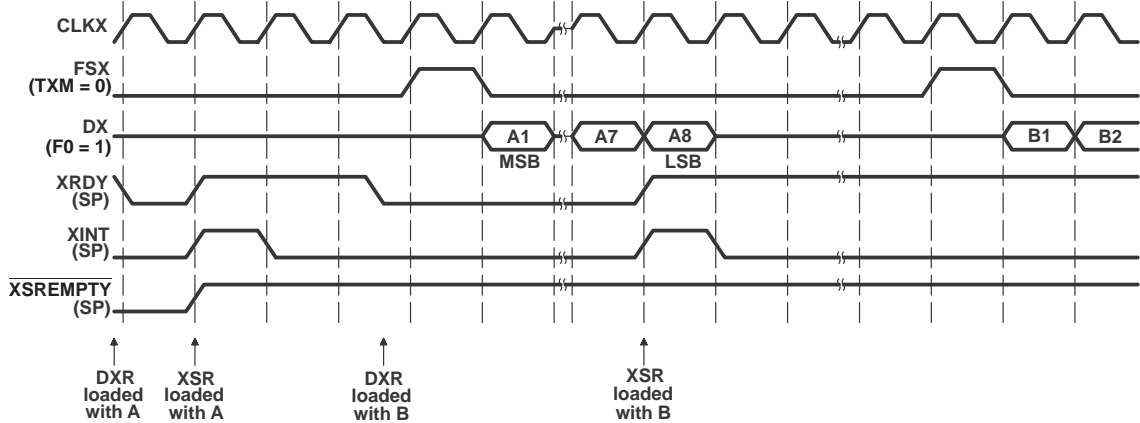 CLKX
FSX
(TXM = 0)
DX
(F0 = 1)
A1
A7
A8
B1
B2
MSB
LSB
XRDY
(SP)
XINT
(SP)
XSREMPTY
(SP)
DXR
loaded
with A
XSR
loaded
with A
DXR
loaded
with B
XSR
loaded
with B